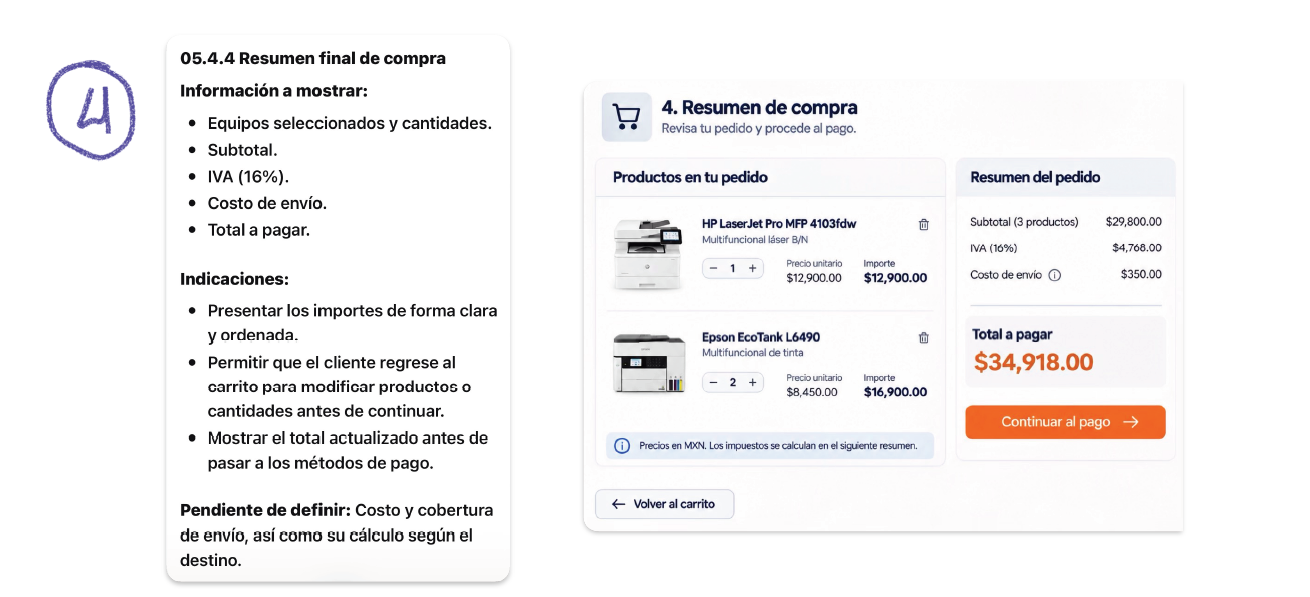 4
05.4.4 Resumen final de compra
Información a mostrar:
• Equipos seleccionados y cantidades.
• Subtotal.
• IVA (16%).
• Costo de envío.
• Total a pagar.
Indicaciones:
• Presentar los importes de forma clara
y ordenada.
• Permitir que el cliente regrese al
carrito para modificar productos o
cantidades antes de continuar.
• Mostrar el total actualizado antes de
pasar a los métodos de pago.
Pendiente de definir: Costo y cobertura
de envío, así como su cálculo según el
destino.
4. Resumen de compra
Revisa tu pedido y procede al pago.
Productos en tu pedido
HP LaserJet Pro MFP 4103fdw
Multifuncional láser B/N
− 1 +
Precio unitario
$12,900.00
Importe
$12,900.00
Epson EcoTank L6490
Multifuncional de tinta
− 2 +
Precio unitario
$8,450.00
Importe
$16,900.00
Precios en MXN. Los impuestos se calculan en el siguiente resumen.
← Volver al carrito
Resumen del pedido
Subtotal (3 productos) $29,800.00
IVA (16%) $4,768.00
Costo de envío $350.00
Total a pagar
$34,918.00
Continuar al pago →